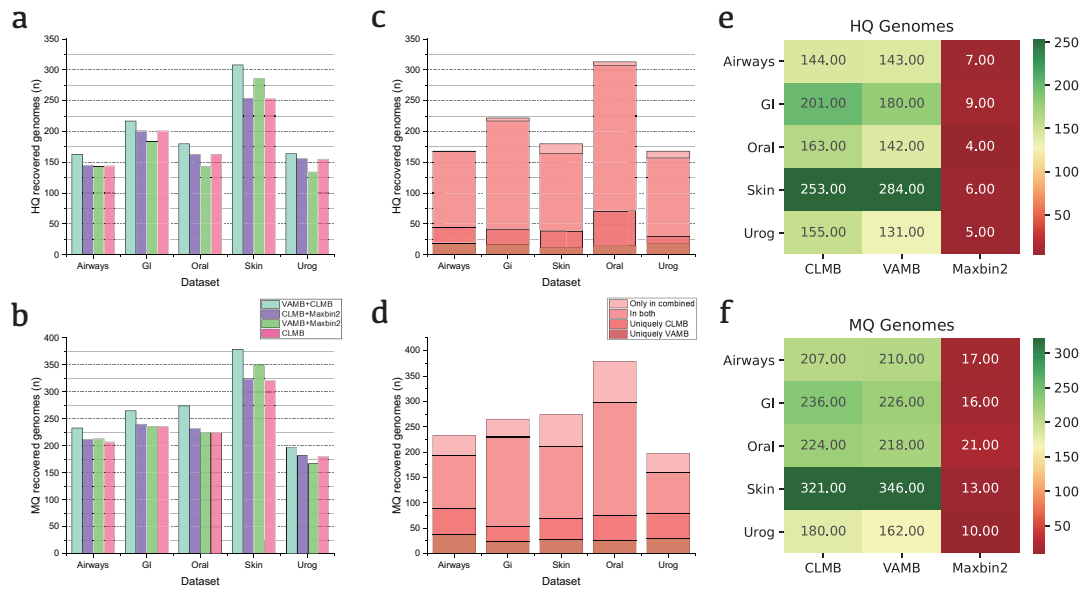 a
HQ recovered genomes (n)
350
300
250
200
150
100
50
0
Airways GI Oral Skin Urog
Dataset
c
HQ recovered genomes (n)
350
300
250
200
150
100
50
0
Airways Gi Skin Oral Urog
Dataset
e
HQ Genomes
Airways 144.00 143.00 7.00
GI 201.00 180.00 9.00
Oral 163.00 142.00 4.00
Skin 253.00 284.00 6.00
Urog 155.00 131.00 5.00
CLMB VAMB Maxbin2
250
200
150
100
50
b
VAMB+CLMB
CLMB+Maxbin2
VAMB+Maxbin2
CLMB
MQ recovered genomes (n)
400
350
300
250
200
150
100
50
0
Airways GI Oral Skin Urog
Dataset
d
Only in combined
In both
Uniquely CLMB
Uniquely VAMB
MQ recovered genomes (n)
400
350
300
250
200
150
100
50
0
Airways Gi Skin Oral Urog
Dataset
f
MQ Genomes
Airways 207.00 210.00 17.00
GI 236.00 226.00 16.00
Oral 224.00 218.00 21.00
Skin 321.00 346.00 13.00
Urog 180.00 162.00 10.00
CLMB VAMB Maxbin2
300
250
200
150
100
50